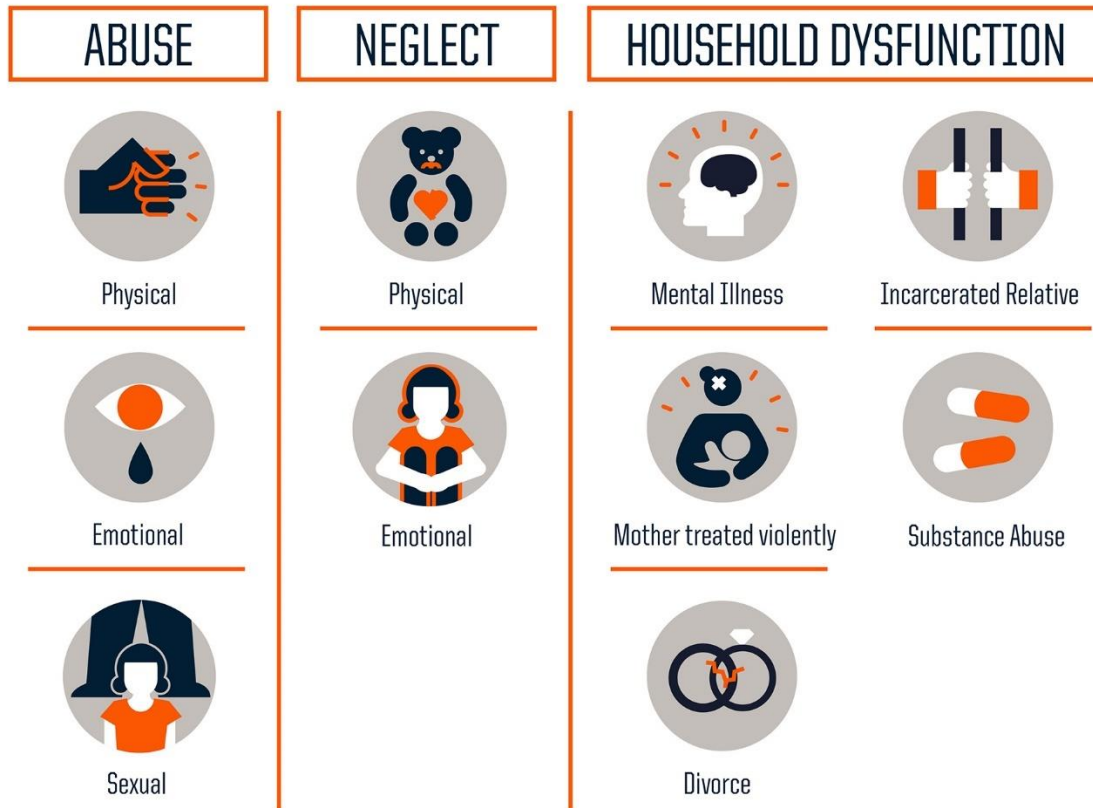 ABUSE
Physical
Emotional
Sexual
NEGLECT
Physical
Emotional
HOUSEHOLD DYSFUNCTION
Mental Illness
Incarcerated Relative
Mother treated violently
Substance Abuse
Divorce